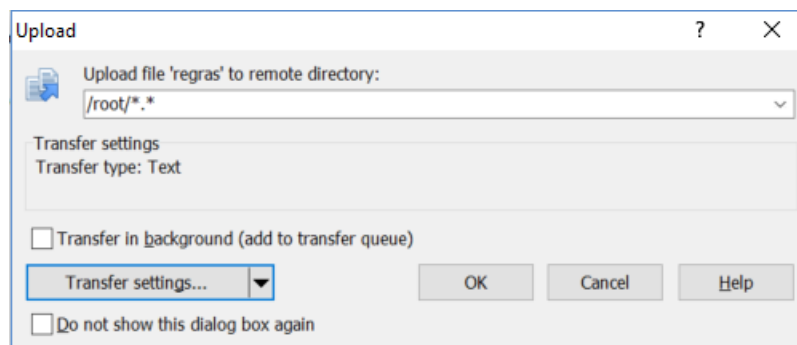 Upload
Upload file 'regras' to remote directory:
/root/*.*
Transfer settings
Transfer type: Text
Transfer in background (add to transfer queue)
Transfer settings...
OK
Cancel
Help
Do not show this dialog box again